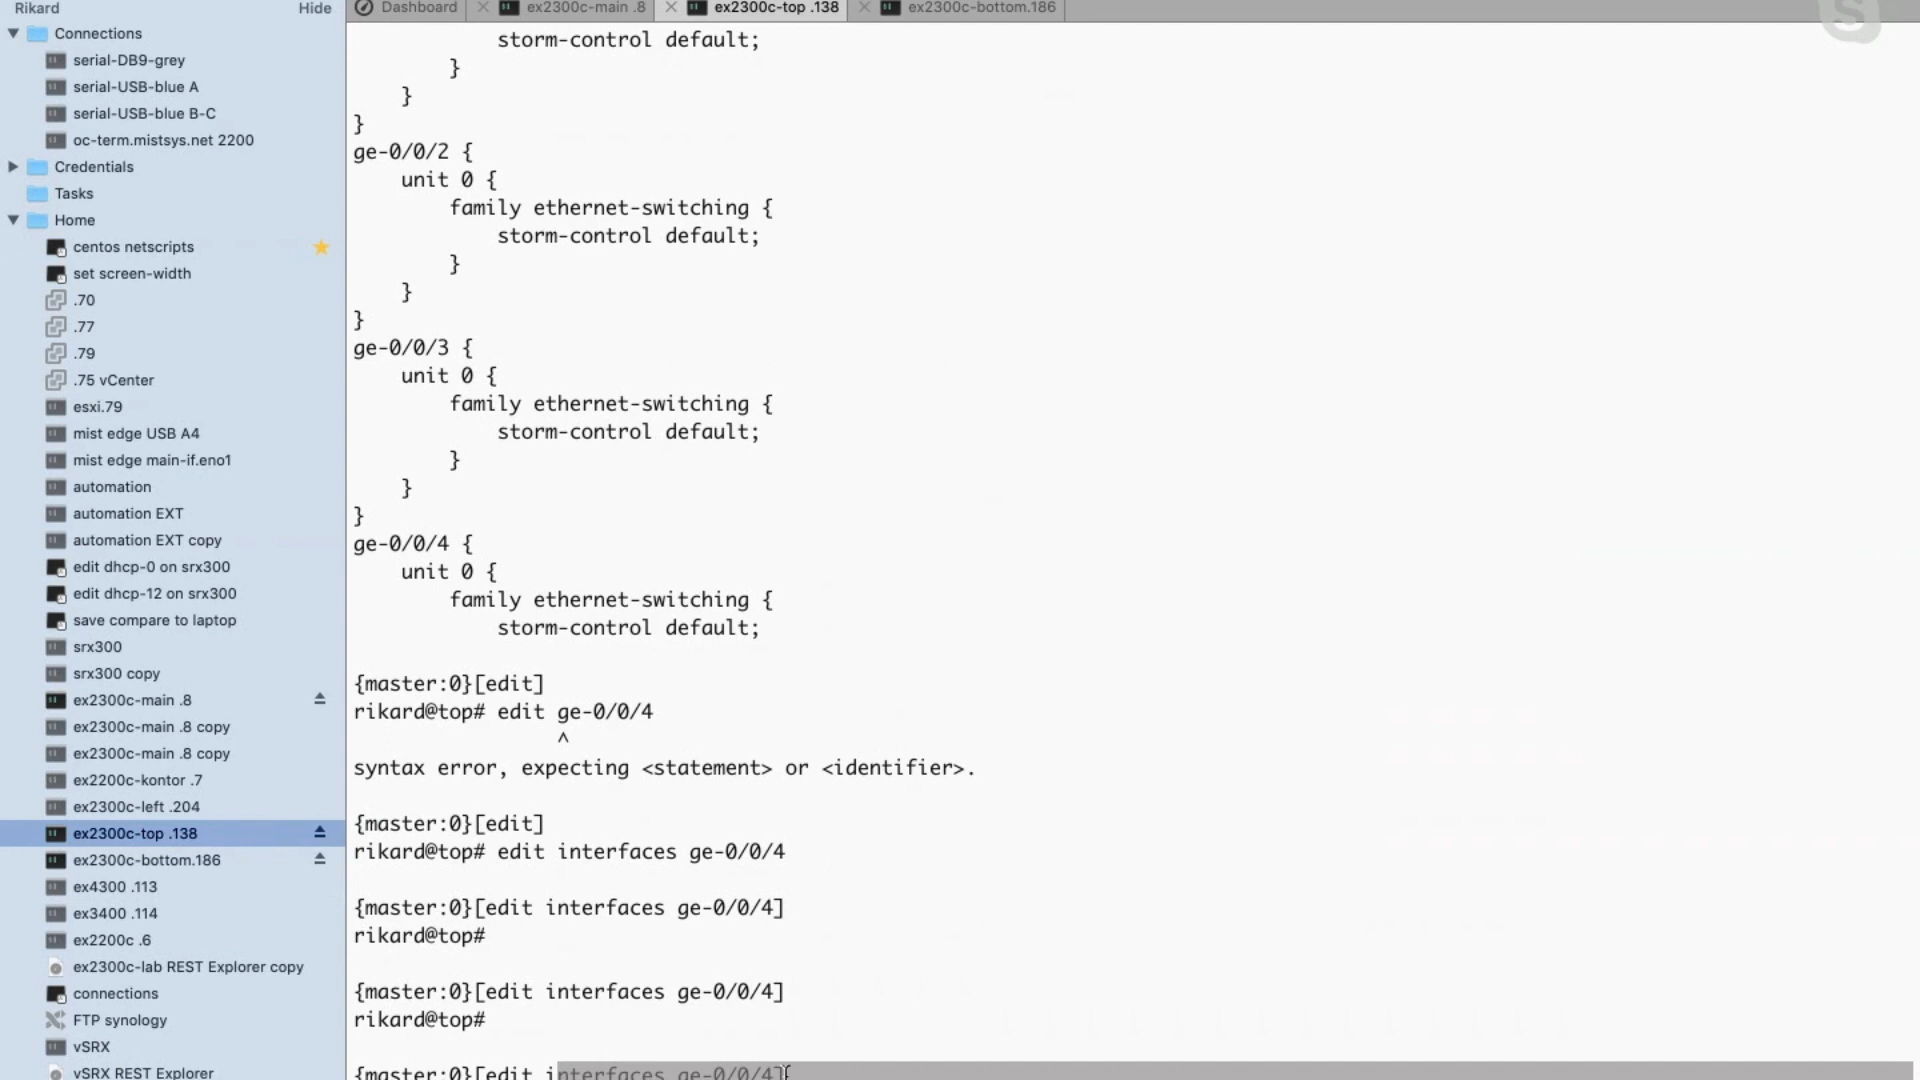 Rikard Hide
Connections
serial-DB9-grey
serial-USB-blue A
serial-USB-blue B-C
oc-term.mistsys.net 2200
Credentials
Tasks
Home
centos netscripts
set screen-width
.70
.77
.79
.75 vCenter
esxi.79
mist edge USB A4
mist edge main-if.eno1
automation
automation EXT
automation EXT copy
edit dhcp-0 on srx300
edit dhcp-12 on srx300
save compare to laptop
srx300
srx300 copy
ex2300c-main .8
ex2300c-main .8 copy
ex2300c-main .8 copy
ex2200c-kontor .7
ex2300c-left .204
ex2300c-top .138
ex2300c-bottom.186
ex4300 .113
ex3400 .114
ex2200c .6
ex2300c-lab REST Explorer copy
connections
FTP synology
vSRX
vSRX REST Explorer
Dashboard ex2300c-main .8 ex2300c-top .138 ex2300c-bottom.186
storm-control default;
}
}
}
ge-0/0/2 {
unit 0 {
family ethernet-switching {
storm-control default;
}
}
}
ge-0/0/3 {
unit 0 {
family ethernet-switching {
storm-control default;
}
}
}
ge-0/0/4 {
unit 0 {
family ethernet-switching {
storm-control default;
{master:0}[edit]
rikard@top# edit ge-0/0/4
^
syntax error, expecting <statement> or <identifier>.
{master:0}[edit]
rikard@top# edit interfaces ge-0/0/4
{master:0}[edit interfaces ge-0/0/4]
rikard@top#
{master:0}[edit interfaces ge-0/0/4]
rikard@top#
{master:0}[edit interfaces ge-0/0/4]